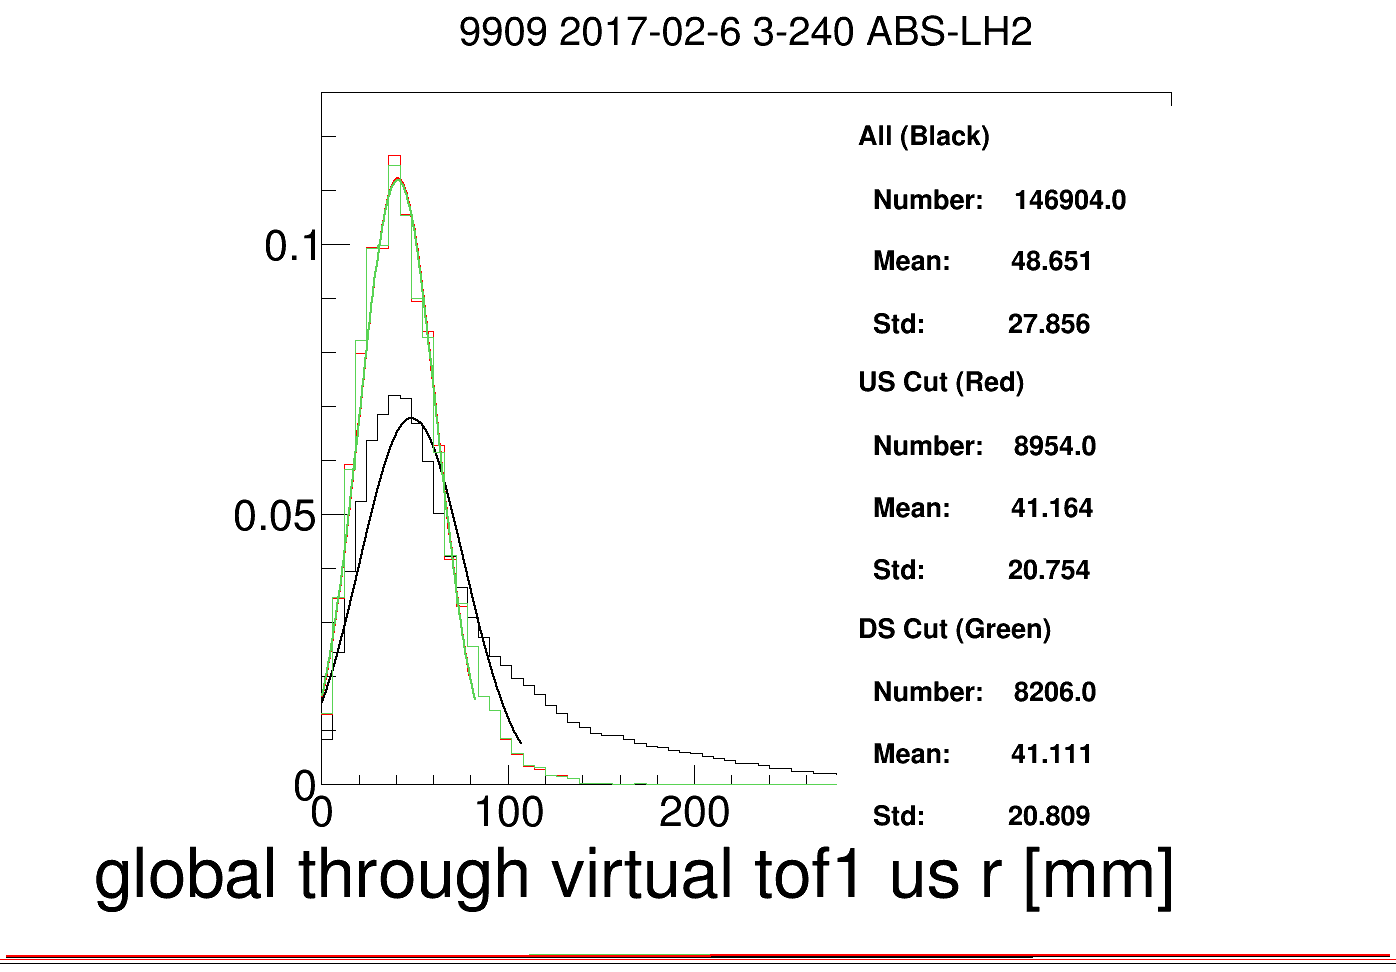 9909 2017-02-6 3-240 ABS-LH2
All (Black)
Number: 146904.0
Mean: 48.651
Std: 27.856
US Cut (Red)
Number: 8954.0
Mean: 41.164
Std: 20.754
DS Cut (Green)
Number: 8206.0
Mean: 41.111
Std: 20.809
0.1
0.05
0
0 100 200
global through virtual tof1 us r [mm]